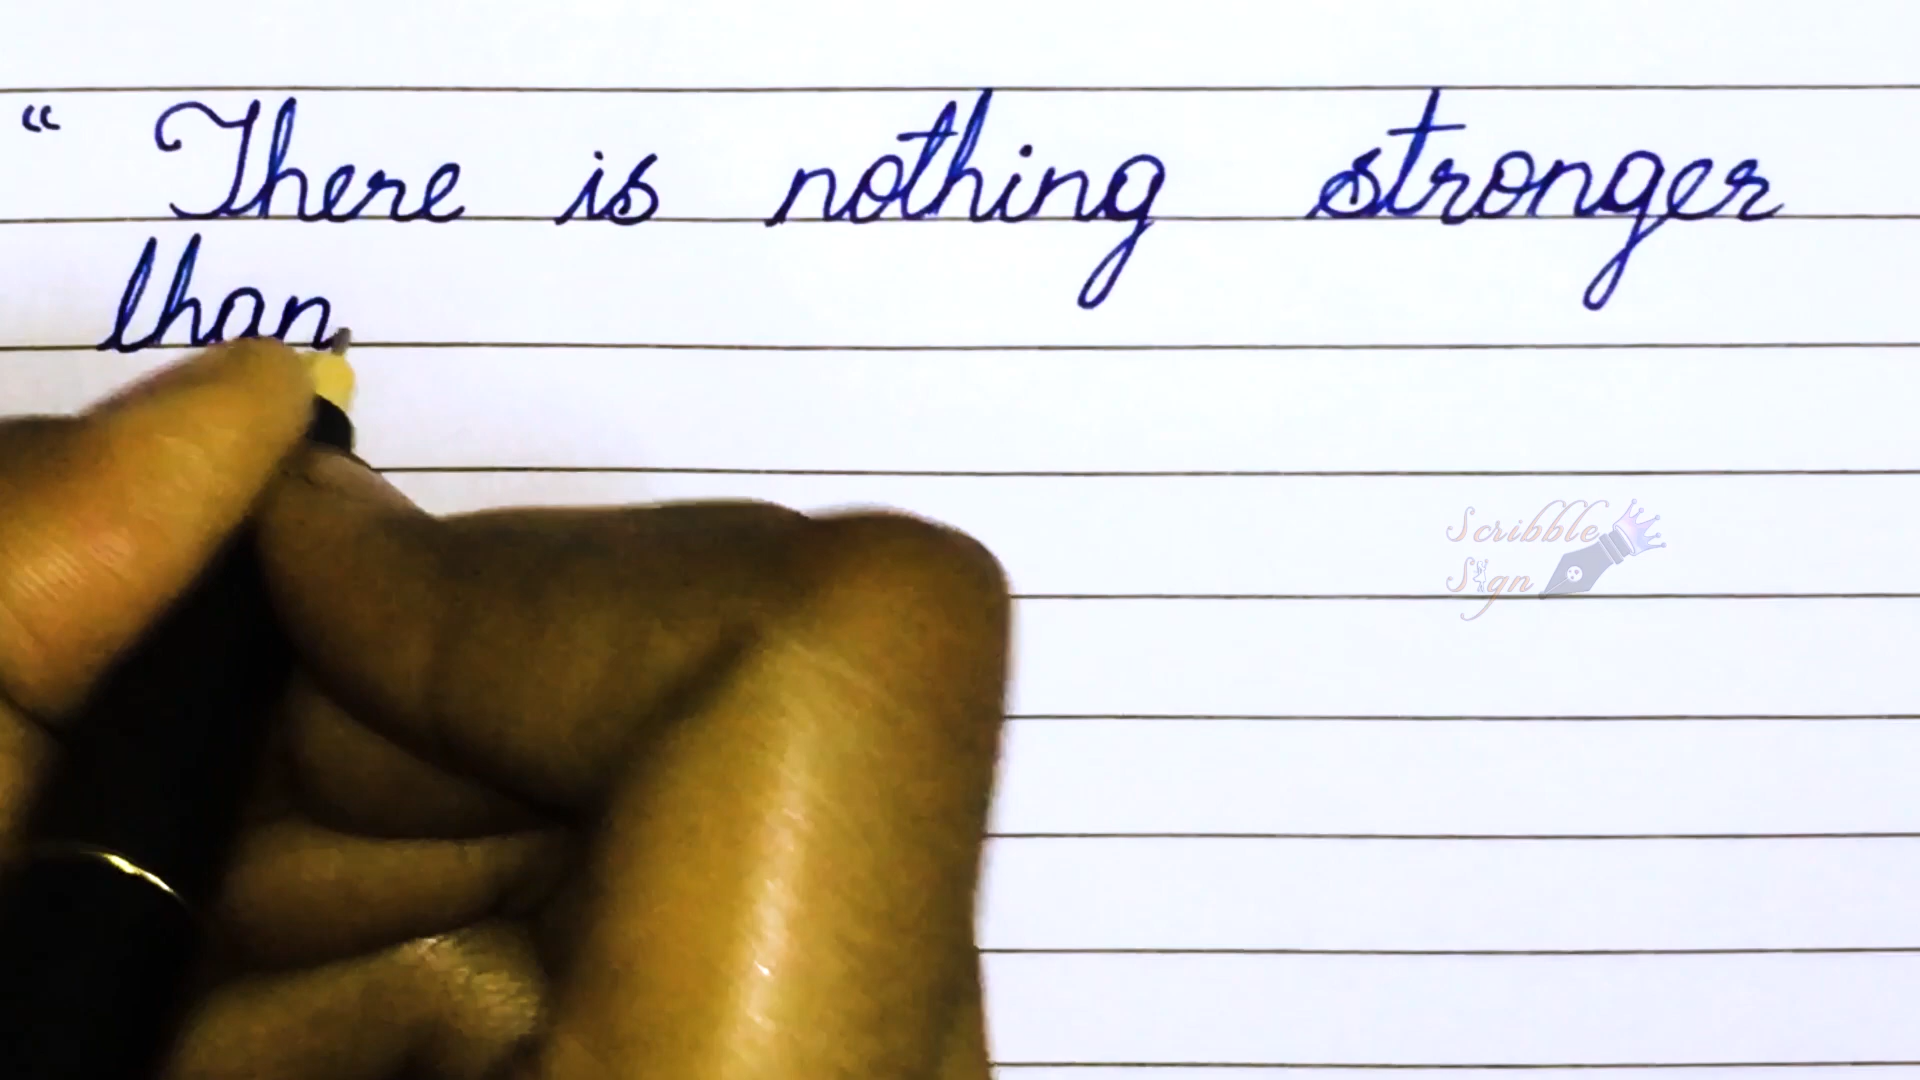 “ There is nothing stronger
than
Scribble
Sign